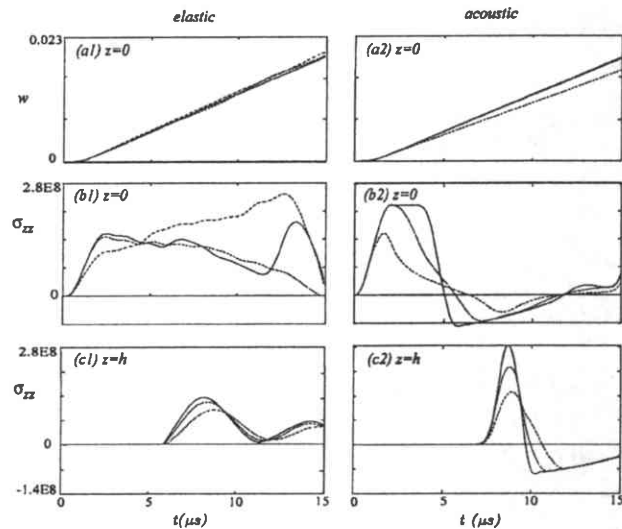 elastic acoustic
0.023 (a1) z=0 (a2) z=0
w
0
2.8E8 (b1) z=0 (b2) z=0
σzz
0
2.8E8 (c1) z=h (c2) z=h
σzz
0
-1.4E8
0 5 10 15 5 10 15
t(μs) t (μs)